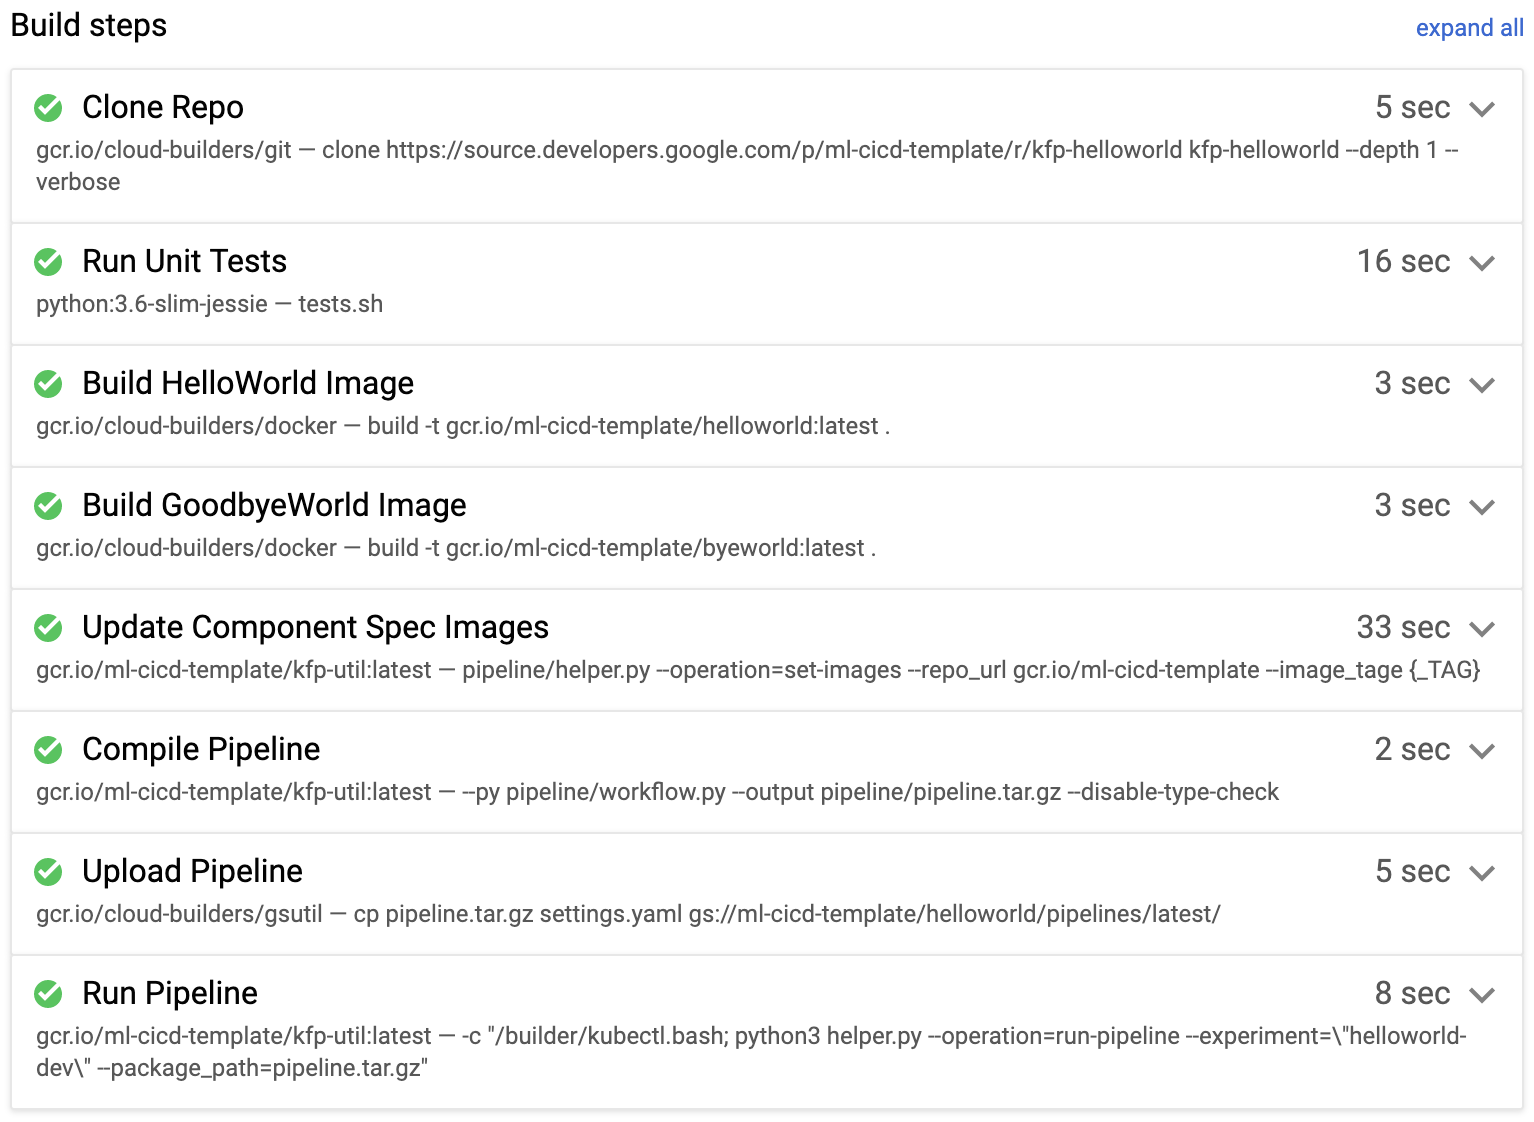 Build steps
expand all
Clone Repo
5 sec
gcr.io/cloud-builders/git — clone https://source.developers.google.com/p/ml-cicd-template/r/kfp-helloworld kfp-helloworld --depth 1 --
verbose
Run Unit Tests
16 sec
python:3.6-slim-jessie — tests.sh
Build HelloWorld Image
3 sec
gcr.io/cloud-builders/docker — build -t gcr.io/ml-cicd-template/helloworld:latest .
Build GoodbyeWorld Image
3 sec
gcr.io/cloud-builders/docker — build -t gcr.io/ml-cicd-template/byeworld:latest .
Update Component Spec Images
33 sec
gcr.io/ml-cicd-template/kfp-util:latest — pipeline/helper.py --operation=set-images --repo_url gcr.io/ml-cicd-template --image_tage {_TAG}
Compile Pipeline
2 sec
gcr.io/ml-cicd-template/kfp-util:latest — --py pipeline/workflow.py --output pipeline/pipeline.tar.gz --disable-type-check
Upload Pipeline
5 sec
gcr.io/cloud-builders/gsutil — cp pipeline.tar.gz settings.yaml gs://ml-cicd-template/helloworld/pipelines/latest/
Run Pipeline
8 sec
gcr.io/ml-cicd-template/kfp-util:latest — -c "/builder/kubectl.bash; python3 helper.py --operation=run-pipeline --experiment=\"helloworld-
dev\" --package_path=pipeline.tar.gz"